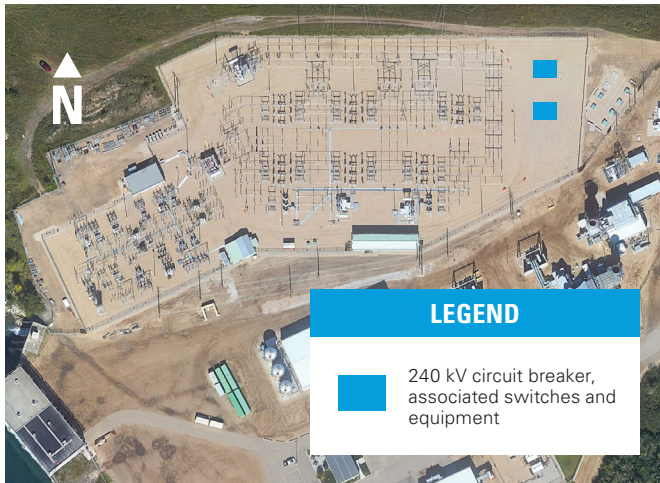 N
LEGEND
240 kV circuit breaker,
associated switches and
equipment